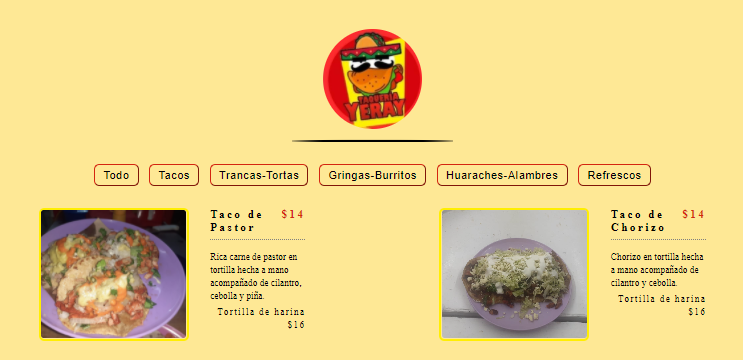 TAQUERIA
YERAY
Todo
Tacos
Trancas-Tortas
Gringas-Burritos
Huaraches-Alambres
Refrescos
Taco de $14
Pastor
Rica carne de pastor en
tortilla hecha a mano
acompañado de cilantro,
cebolla y piña.
Tortilla de harina
$16
Taco de $14
Chorizo
Chorizo en tortilla hecha
a mano acompañado de
cilantro y cebolla.
Tortilla de harina
$16